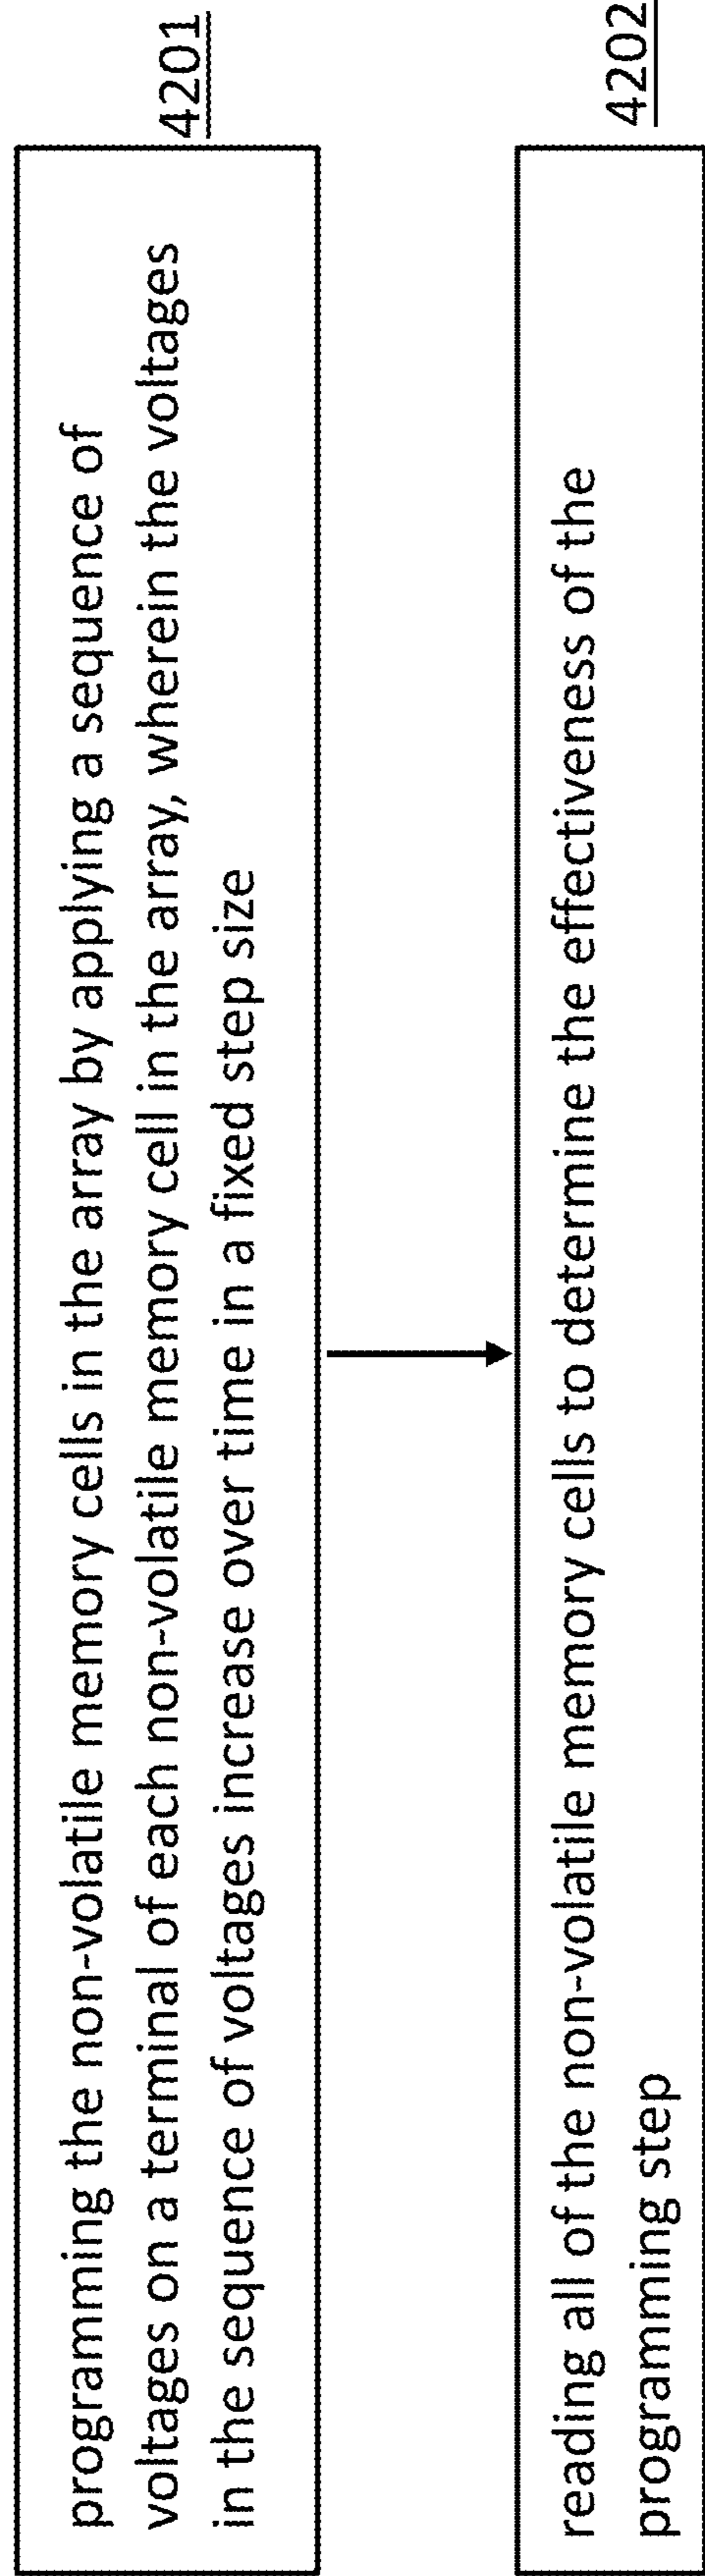 4201
programming the non-volatile memory cells in the array by applying a sequence of
voltages on a terminal of each non-volatile memory cell in the array, wherein the voltages
in the sequence of voltages increase over time in a fixed step size
4202
reading all of the non-volatile memory cells to determine the effectiveness of the
programming step